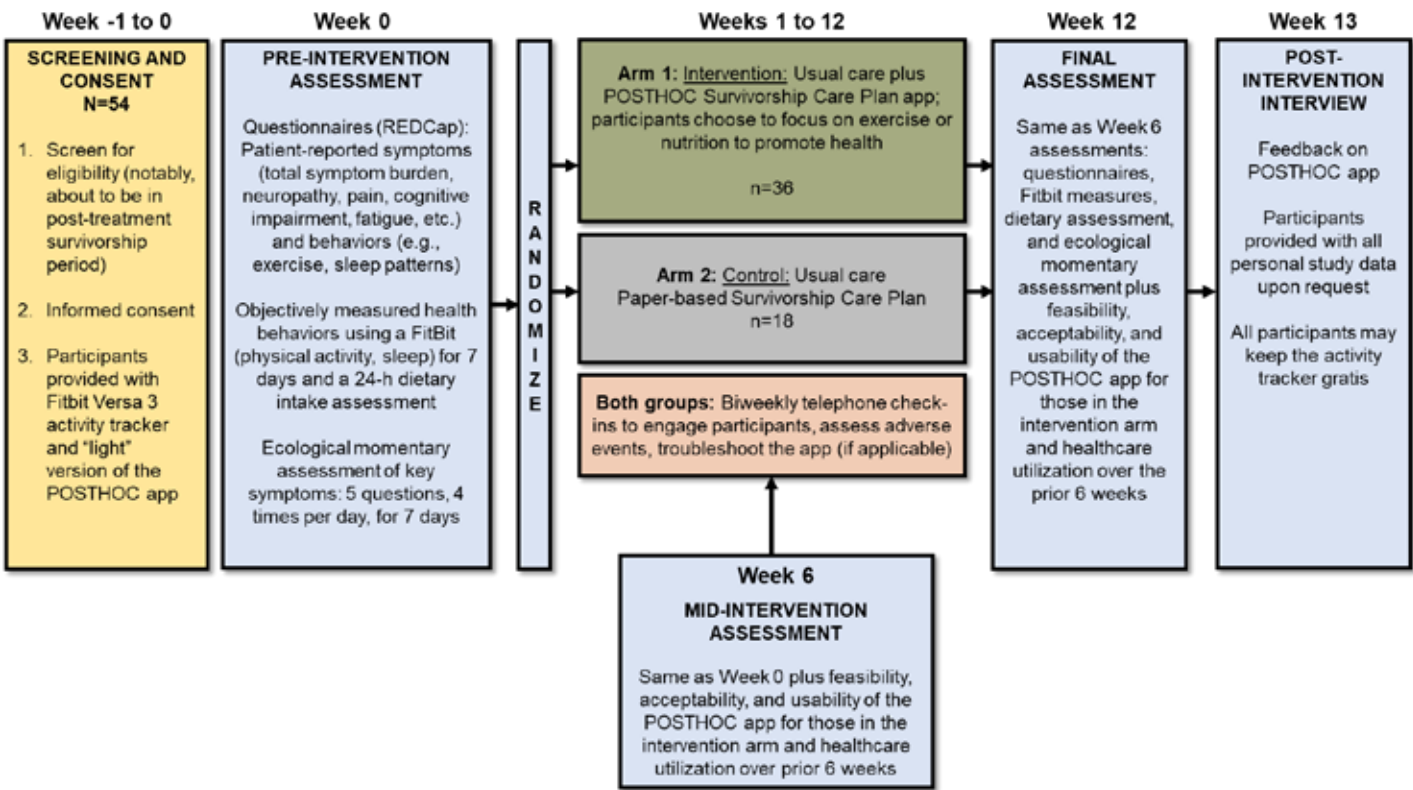 Week -1 to 0
SCREENING AND
CONSENT
N=54
1. Screen for
eligibility (notably,
about to be in
post-treatment
survivorship
period)
2. Informed consent
3. Participants
provided with
Fitbit Versa 3
activity tracker
and “light”
version of the
POSTHOC app
Week 0
PRE-INTERVENTION
ASSESSMENT
Questionnaires (REDCap):
Patient-reported symptoms
(total symptom burden,
neuropathy, pain, cognitive
impairment, fatigue, etc.)
and behaviors (e.g.,
exercise, sleep patterns)
Objectively measured health
behaviors using a FitBit
(physical activity, sleep) for 7
days and a 24-h dietary
intake assessment
Ecological momentary
assessment of key
symptoms: 5 questions, 4
times per day, for 7 days
R
A
N
D
O
M
I
Z
E
Weeks 1 to 12
Arm 1: Intervention: Usual care plus
POSTHOC Survivorship Care Plan app;
participants choose to focus on exercise or
nutrition to promote health
n=36
Arm 2: Control: Usual care
Paper-based Survivorship Care Plan
n=18
Both groups: Biweekly telephone check-
ins to engage participants, assess adverse
events, troubleshoot the app (if applicable)
Week 6
MID-INTERVENTION
ASSESSMENT
Same as Week 0 plus feasibility,
acceptability, and usability of the
POSTHOC app for those in the
intervention arm and healthcare
utilization over prior 6 weeks
Week 12
FINAL
ASSESSMENT
Same as Week 6
assessments:
questionnaires,
Fitbit measures,
dietary assessment,
and ecological
momentary
assessment plus
feasibility,
acceptability, and
usability of the
POSTHOC app for
those in the
intervention arm
and healthcare
utilization over the
prior 6 weeks
Week 13
POST-
INTERVENTION
INTERVIEW
Feedback on
POSTHOC app
Participants
provided with all
personal study data
upon request
All participants may
keep the activity
tracker gratis